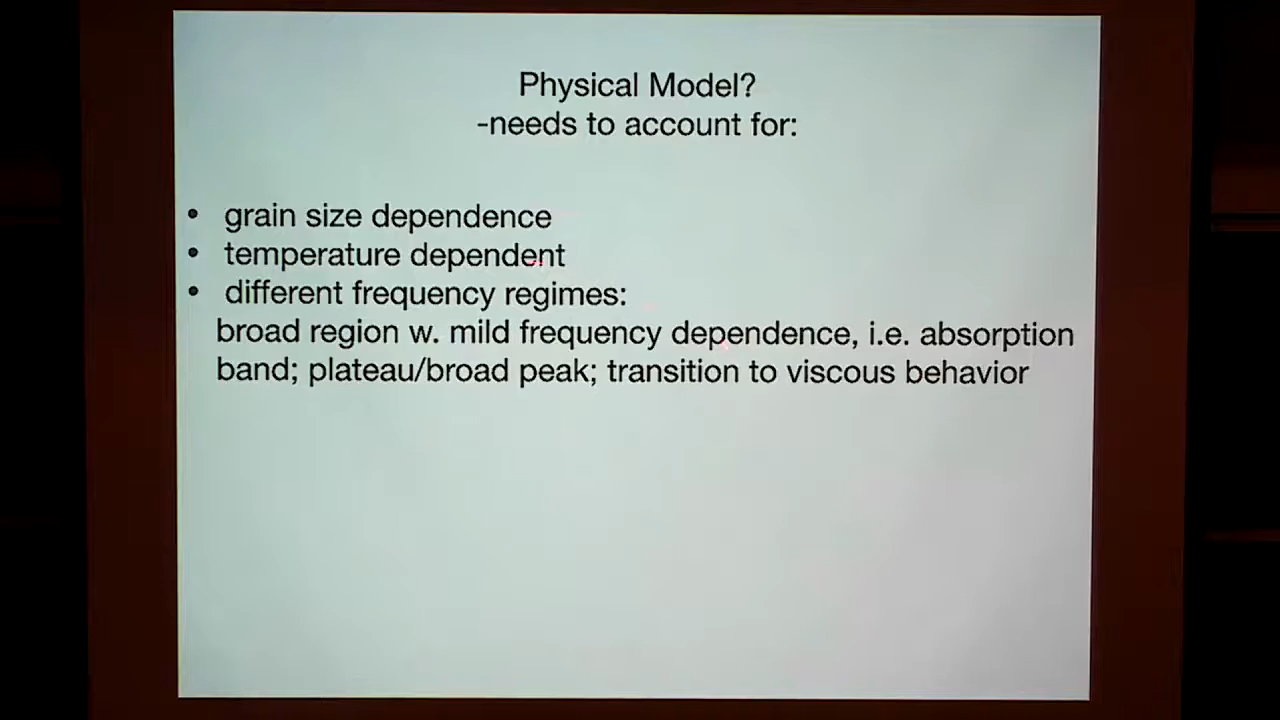 Physical Model?
-needs to account for:
• grain size dependence
• temperature dependent
• different frequency regimes:
broad region w. mild frequency dependence, i.e. absorption
band; plateau/broad peak; transition to viscous behavior